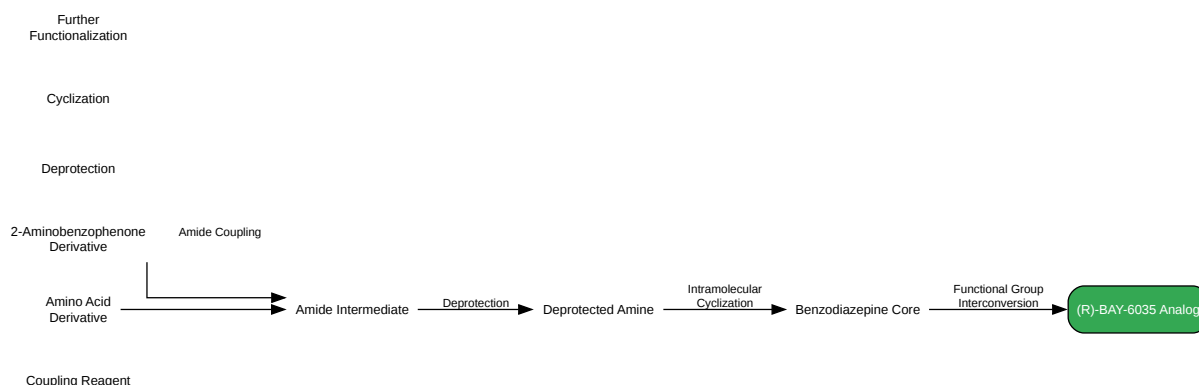 Further
Functionalization
Cyclization
Deprotection
2-Aminobenzophenone
Derivative
Amide Coupling
Amino Acid
Derivative
Amide Intermediate
Deprotection
Deprotected Amine
Intramolecular
Cyclization
Benzodiazepine Core
Functional Group
Interconversion
(R)-BAY-6035 Analog
Coupling Reagent